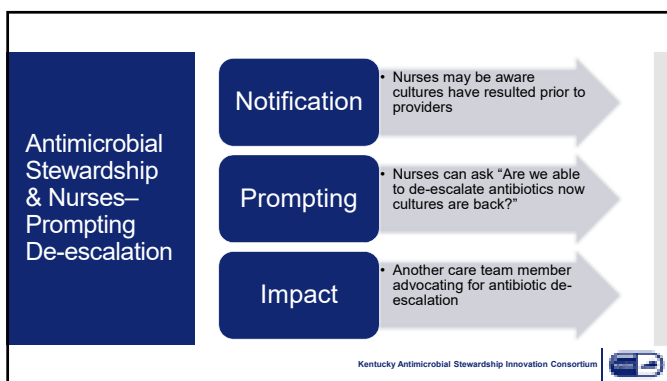 Antimicrobial
Stewardship
& Nurses–
Prompting
De-escalation
Notification
• Nurses may be aware
cultures have resulted prior to
providers
Prompting
• Nurses can ask “Are we able
to de-escalate antibiotics now
cultures are back?”
Impact
• Another care team member
advocating for antibiotic de-
escalation
Kentucky Antimicrobial Stewardship Innovation Consortium